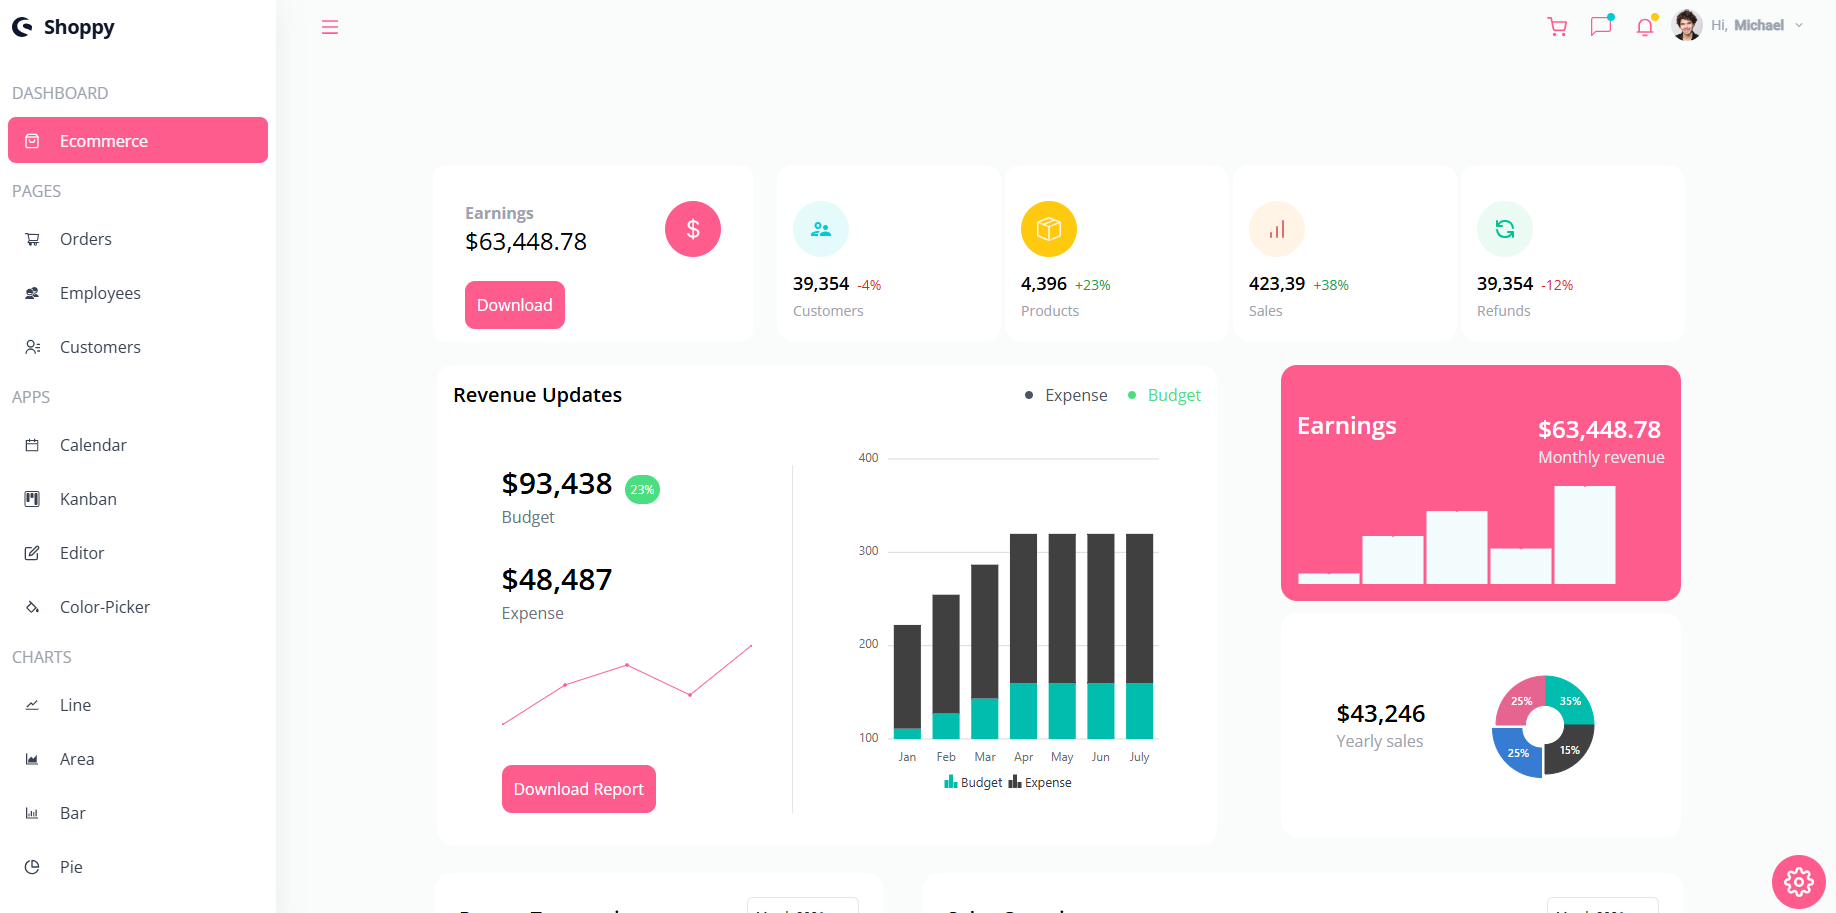 Shoppy
Hi, Michael
DASHBOARD
Ecommerce
PAGES
Orders
Employees
Customers
APPS
Calendar
Kanban
Editor
Color-Picker
CHARTS
Line
Area
Bar
Pie
Earnings
$63,448.78
$
Download
39,354 -4%
Customers
4,396 +23%
Products
423,39 +38%
Sales
39,354 -12%
Refunds
Revenue Updates
Expense
Budget
$93,438 23%
Budget
$48,487
Expense
Download Report
400
300
200
100
Jan Feb Mar Apr May Jun July
Budget Expense
Earnings
$63,448.78
Monthly revenue
$43,246
Yearly sales
25% 35%
25% 15%